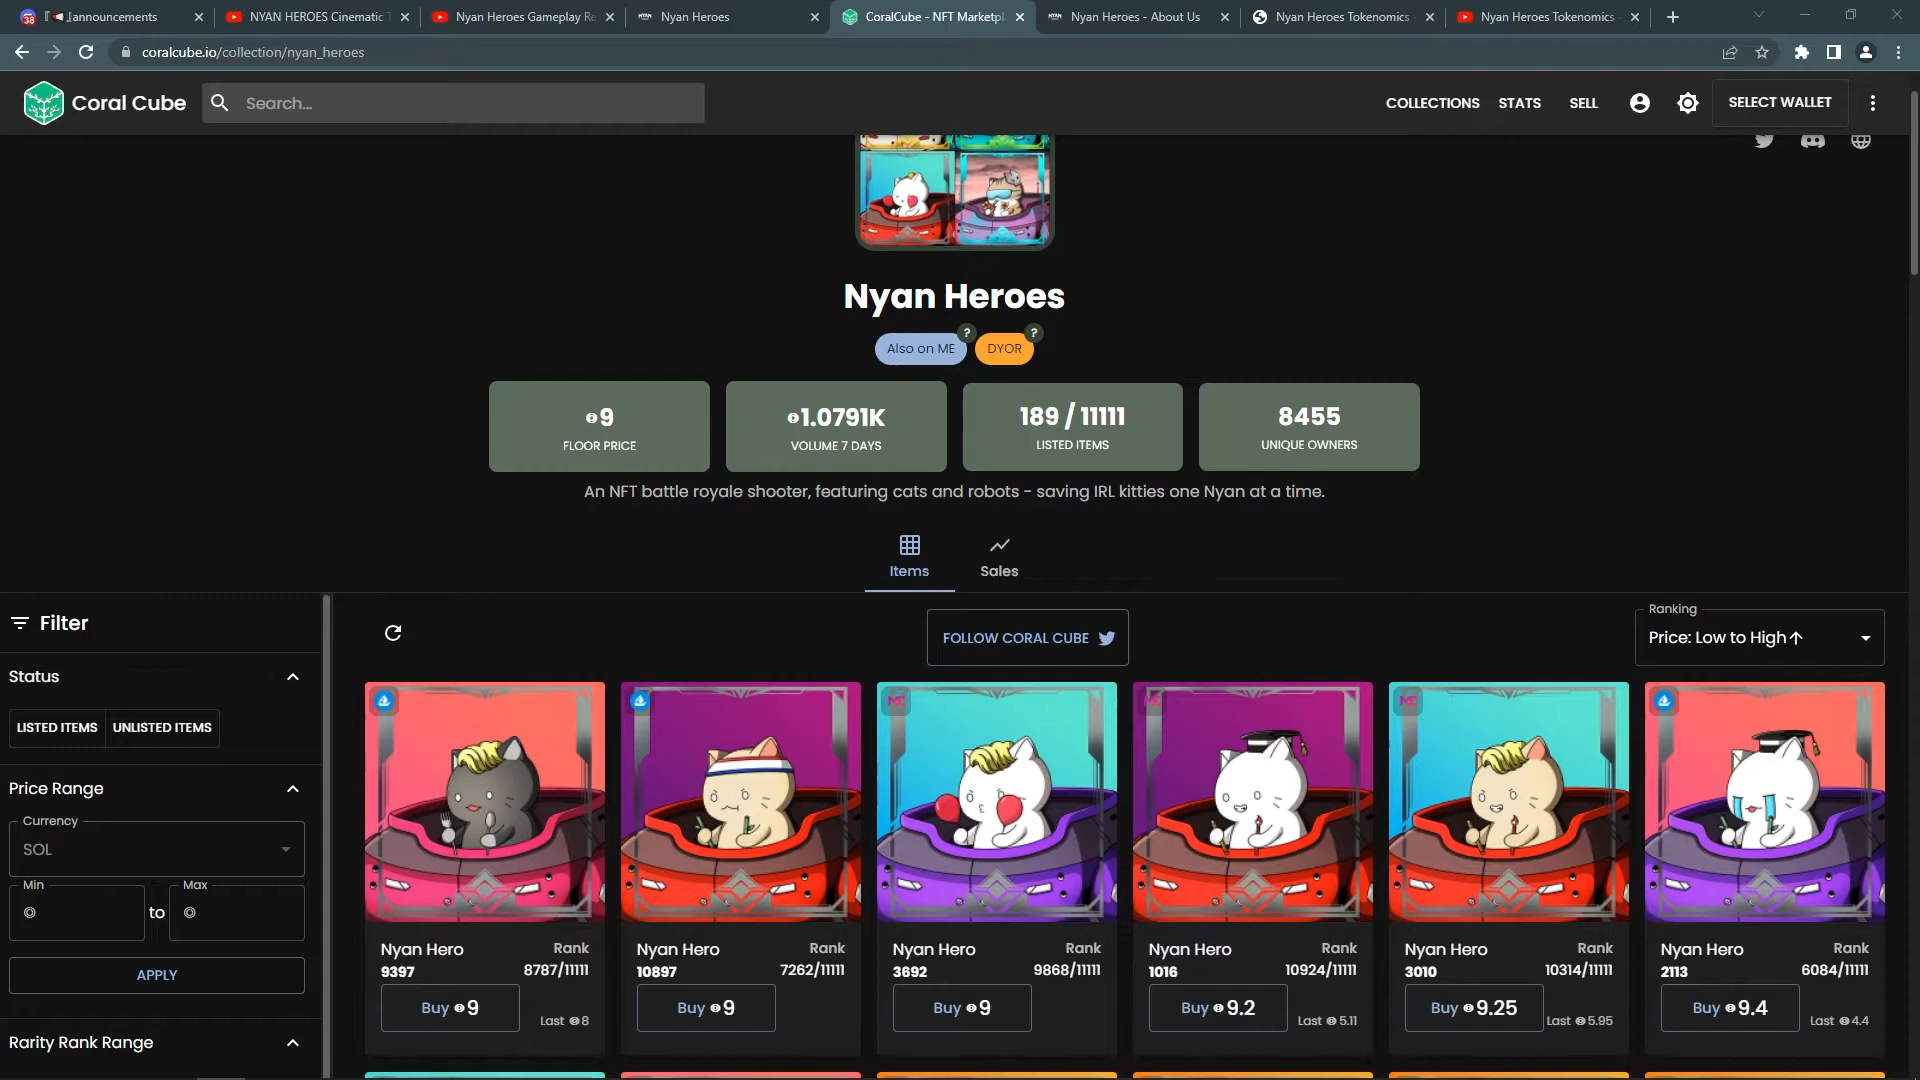 38 『📢』announcements
NYAN HEROES Cinematic T
Nyan Heroes Gameplay Re
NYAN Nyan Heroes
CoralCube - NFT Marketpl
NYAN Nyan Heroes - About Us
Nyan Heroes Tokenomics
Nyan Heroes Tokenomics
coralcube.io/collection/nyan_heroes
Coral Cube
Search...
COLLECTIONS
STATS
SELL
SELECT WALLET
Nyan Heroes
Also on ME ?
DYOR ?
9
FLOOR PRICE
1.0791K
VOLUME 7 DAYS
189 / 11111
LISTED ITEMS
8455
UNIQUE OWNERS
An NFT battle royale shooter, featuring cats and robots - saving IRL kitties one Nyan at a time.
Items
Sales
Filter
Status
LISTED ITEMS
UNLISTED ITEMS
Price Range
Currency
SOL
Min
to
Max
APPLY
Rarity Rank Range
FOLLOW CORAL CUBE
Ranking
Price: Low to High↑
Nyan Hero Rank
9397 8787/11111
Buy 9
Last 8
Nyan Hero Rank
10897 7262/11111
Buy 9
ME
Nyan Hero Rank
3692 9868/11111
Buy 9
ME
Nyan Hero Rank
1016 10924/11111
Buy 9.2
Last 5.11
ME
Nyan Hero Rank
3010 10314/11111
Buy 9.25
Last 5.95
Nyan Hero Rank
2113 6084/11111
Buy 9.4
Last 4.4